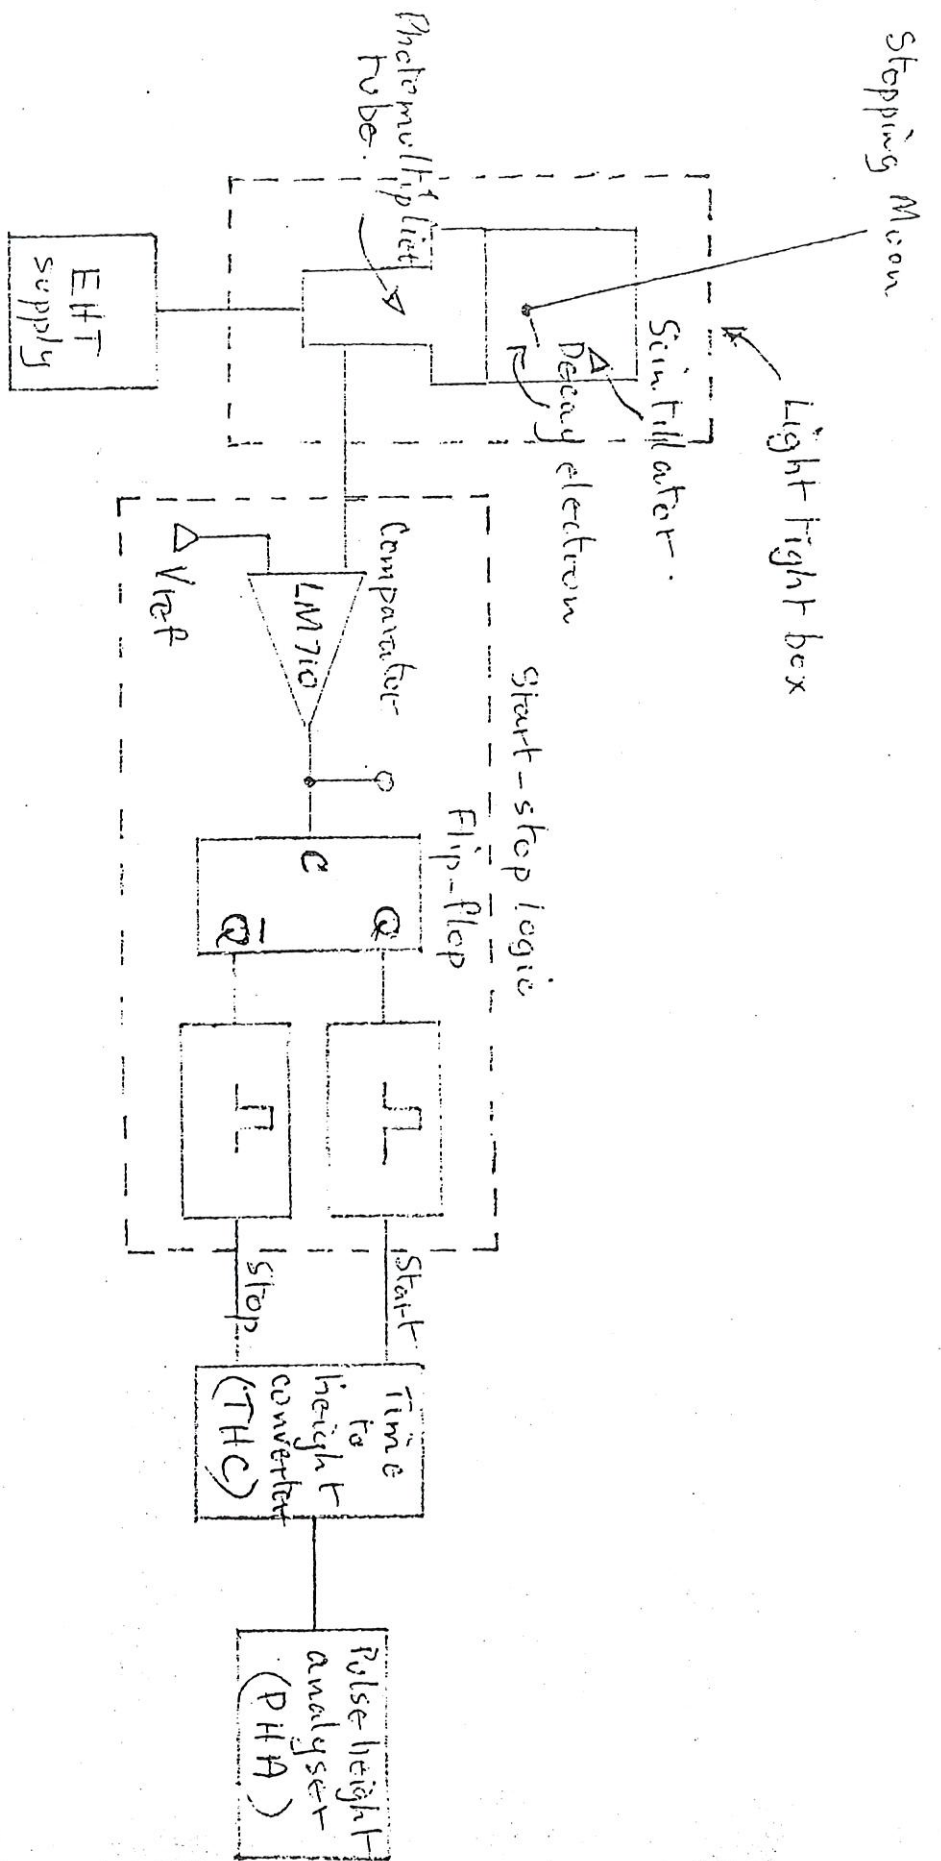 Stopping Muon
Light tight box
Scintillator.
Decay electron
Photomultiplier
tube.
EHT
supply
Start-stop logic
Comparator
LM710
Vref
Flip-flop
C
Q
Q̅
Start
Stop
Time
to
height
converter
(THC)
Pulse height
analyser
(PHA)